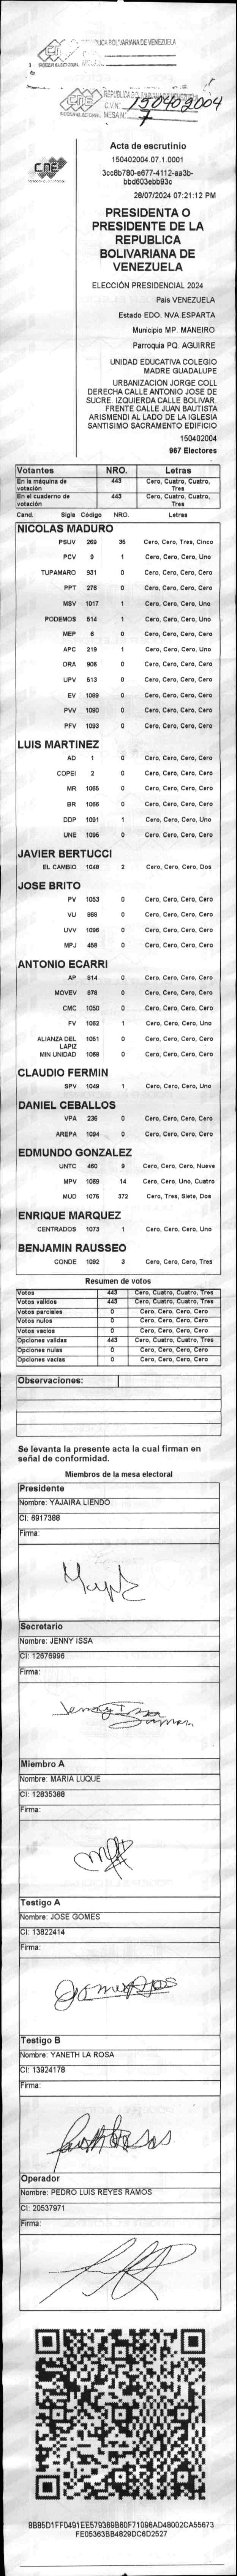 REPUBLICA BOLIVARIANA DE VENEZUELA
CNE
PODER ELECTORAL
REPUBLICA BOLIVARIANA DE VENEZUELA
CNE
C.V.N: 150402004
PODER ELECTORAL MESA N: 7
CNE
Acta de escrutinio
150402004.07.1.0001
3cc8b780-e677-4112-aa3b-
bbd603ebb93c
28/07/2024 07:21:12 PM
PRESIDENTA O
PRESIDENTE DE LA
REPUBLICA
BOLIVARIANA DE
VENEZUELA
ELECCIÓN PRESIDENCIAL 2024
País VENEZUELA
Estado EDO. NVA.ESPARTA
Municipio MP. MANEIRO
Parroquia PQ. AGUIRRE
UNIDAD EDUCATIVA COLEGIO
MADRE GUADALUPE
URBANIZACION JORGE COLL
DERECHA CALLE ANTONIO JOSE DE
SUCRE. IZQUIERDA CALLE BOLIVAR.
FRENTE CALLE JUAN BAUTISTA
ARISMENDI AL LADO DE LA IGLESIA
SANTISIMO SACRAMENTO EDIFICIO
150402004
967 Electores
Votantes NRO. Letras
En la máquina de votación 443 Cero, Cuatro, Cuatro, Tres
En el cuaderno de votación 443 Cero, Cuatro, Cuatro, Tres
Cand. Sigla Código NRO. Letras
NICOLAS MADURO
PSUV 269 35 Cero, Cero, Tres, Cinco
PCV 9 1 Cero, Cero, Cero, Uno
TUPAMARO 931 0 Cero, Cero, Cero, Cero
PPT 276 0 Cero, Cero, Cero, Cero
MSV 1017 1 Cero, Cero, Cero, Uno
PODEMOS 514 1 Cero, Cero, Cero, Uno
MEP 6 0 Cero, Cero, Cero, Cero
APC 219 1 Cero, Cero, Cero, Uno
ORA 906 0 Cero, Cero, Cero, Cero
UPV 513 0 Cero, Cero, Cero, Cero
EV 1089 0 Cero, Cero, Cero, Cero
PVV 1090 0 Cero, Cero, Cero, Cero
PFV 1093 0 Cero, Cero, Cero, Cero
LUIS MARTINEZ
AD 1 0 Cero, Cero, Cero, Cero
COPEI 2 0 Cero, Cero, Cero, Cero
MR 1065 0 Cero, Cero, Cero, Cero
BR 1066 0 Cero, Cero, Cero, Cero
DDP 1091 1 Cero, Cero, Cero, Uno
UNE 1095 0 Cero, Cero, Cero, Cero
JAVIER BERTUCCI
EL CAMBIO 1048 2 Cero, Cero, Cero, Dos
JOSE BRITO
PV 1053 0 Cero, Cero, Cero, Cero
VU 868 0 Cero, Cero, Cero, Cero
UVV 1096 0 Cero, Cero, Cero, Cero
MPJ 458 0 Cero, Cero, Cero, Cero
ANTONIO ECARRI
AP 814 0 Cero, Cero, Cero, Cero
MOVEV 978 0 Cero, Cero, Cero, Cero
CMC 1050 0 Cero, Cero, Cero, Cero
FV 1062 1 Cero, Cero, Cero, Uno
ALIANZA DEL LAPIZ 1051 0 Cero, Cero, Cero, Cero
MIN UNIDAD 1068 0 Cero, Cero, Cero, Cero
CLAUDIO FERMIN
SPV 1049 1 Cero, Cero, Cero, Uno
DANIEL CEBALLOS
VPA 236 0 Cero, Cero, Cero, Cero
AREPA 1094 0 Cero, Cero, Cero, Cero
EDMUNDO GONZALEZ
UNTC 460 9 Cero, Cero, Cero, Nueve
MPV 1069 14 Cero, Cero, Uno, Cuatro
MUD 1075 372 Cero, Tres, Siete, Dos
ENRIQUE MARQUEZ
CENTRADOS 1073 1 Cero, Cero, Cero, Uno
BENJAMIN RAUSSEO
CONDE 1092 3 Cero, Cero, Cero, Tres
Resumen de votos
Votos 443 Cero, Cuatro, Cuatro, Tres
Votos validos 443 Cero, Cuatro, Cuatro, Tres
Votos parciales 0 Cero, Cero, Cero, Cero
Votos nulos 0 Cero, Cero, Cero, Cero
Votos vacios 0 Cero, Cero, Cero, Cero
Opciones validas 443 Cero, Cuatro, Cuatro, Tres
Opciones nulas 0 Cero, Cero, Cero, Cero
Opciones vacias 0 Cero, Cero, Cero, Cero
Observaciones:
Se levanta la presente acta la cual firman en
señal de conformidad.
Miembros de la mesa electoral
Presidente
Nombre: YAJAIRA LIENDO
CI: 6917388
Firma:
Secretario
Nombre: JENNY ISSA
CI: 12676996
Firma:
Jenny Issa
Miembro A
Nombre: MARIA LUQUE
CI: 12835388
Firma:
Testigo A
Nombre: JOSE GOMES
CI: 13822414
Firma:
Testigo B
Nombre: YANETH LA ROSA
CI: 13924178
Firma:
Operador
Nombre: PEDRO LUIS REYES RAMOS
CI: 20537971
Firma:
8BB5D1FF0491EE579369B60F71098AD48002CA55673
FE05363BB4829DC6D2527